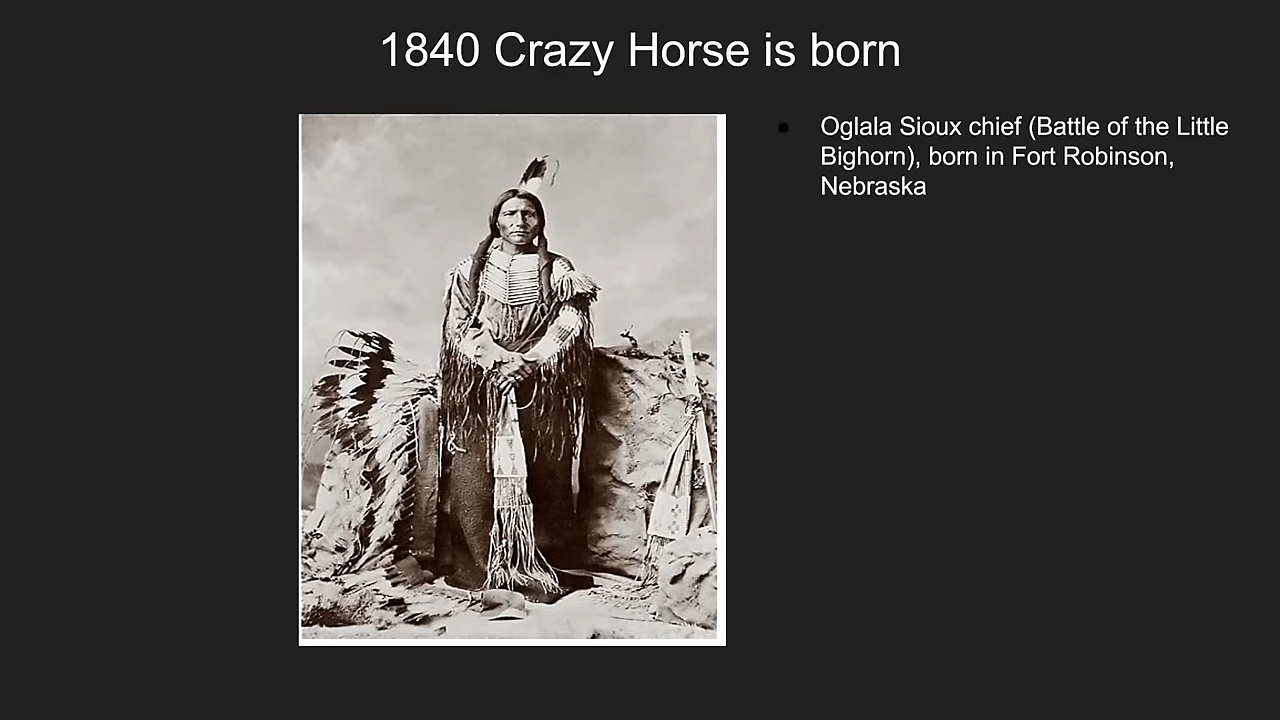 1840 Crazy Horse is born
Oglala Sioux chief (Battle of the Little
Bighorn), born in Fort Robinson,
Nebraska